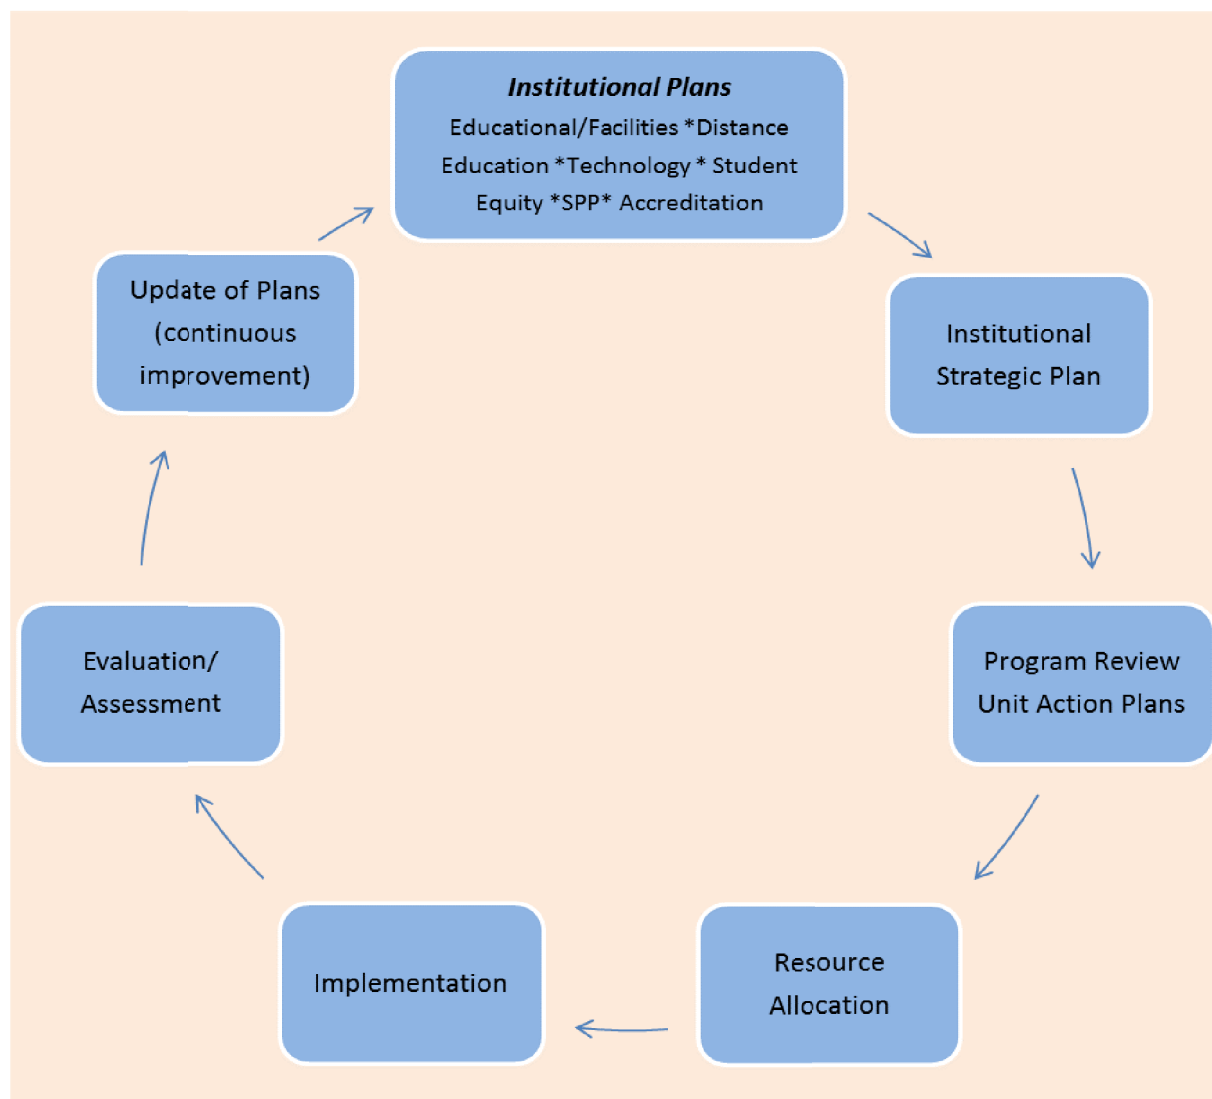 Institutional Plans
Educational/Facilities *Distance
Education *Technology * Student
Equity *SPP* Accreditation
Institutional
Strategic Plan
Program Review
Unit Action Plans
Resource
Allocation
Implementation
Evaluation/
Assessment
Update of Plans
(continuous
improvement)